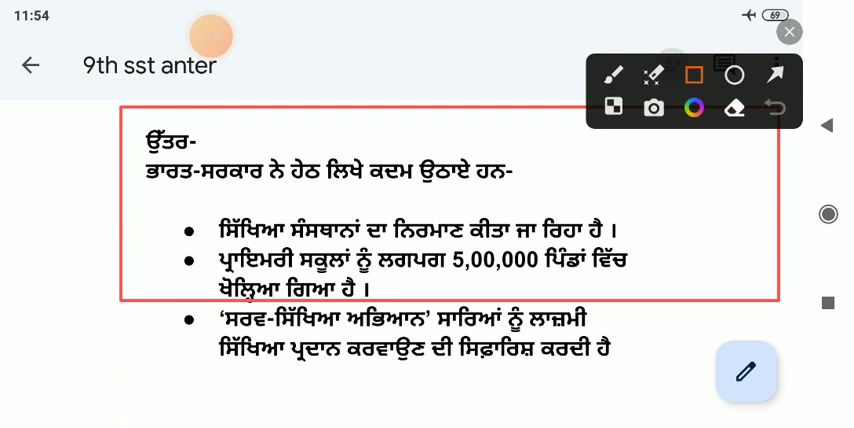 11:54
69
9th sst anter
ਉੱਤਰ-
ਭਾਰਤ-ਸਰਕਾਰ ਨੇ ਹੇਠ ਲਿਖੇ ਕਦਮ ਉਠਾਏ ਹਨ-
● ਸਿੱਖਿਆ ਸੰਸਥਾਨਾਂ ਦਾ ਨਿਰਮਾਣ ਕੀਤਾ ਜਾ ਰਿਹਾ ਹੈ ।
● ਪ੍ਰਾਇਮਰੀ ਸਕੂਲਾਂ ਨੂੰ ਲਗਪਗ 5,00,000 ਪਿੰਡਾਂ ਵਿੱਚ
ਖੋਲ੍ਹਿਆ ਗਿਆ ਹੈ ।
● ‘ਸਰਵ-ਸਿੱਖਿਆ ਅਭਿਆਨ’ ਸਾਰਿਆਂ ਨੂੰ ਲਾਜ਼ਮੀ
ਸਿੱਖਿਆ ਪ੍ਰਦਾਨ ਕਰਵਾਉਣ ਦੀ ਸਿਫ਼ਾਰਿਸ਼ ਕਰਦੀ ਹੈ